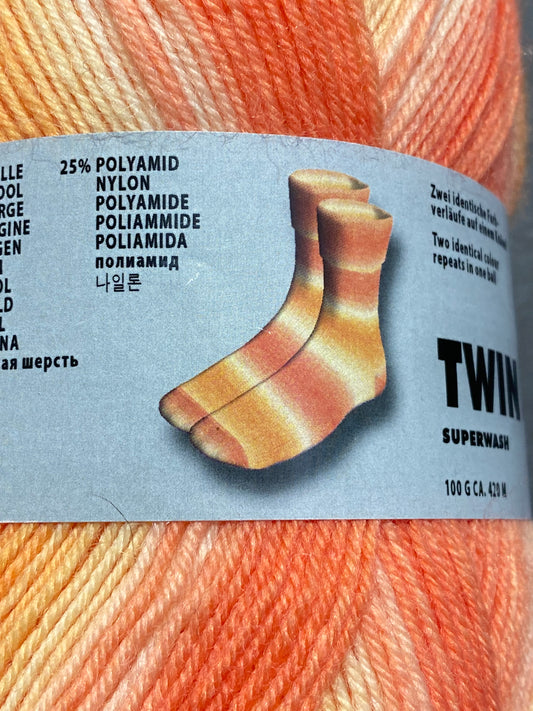 LLE
OOL
RGE
GINE
GEN
OL
LD
L
NA
ая шерсть
25% POLYAMID
NYLON
POLYAMIDE
POLIAMMIDE
POLIAMIDA
полиамид
나일론
Zwei identische Farb-
verläufe auf einem Knäuel
Two identical colour
repeats in one ball
TWIN
SUPERWASH
100 G CA. 420 M